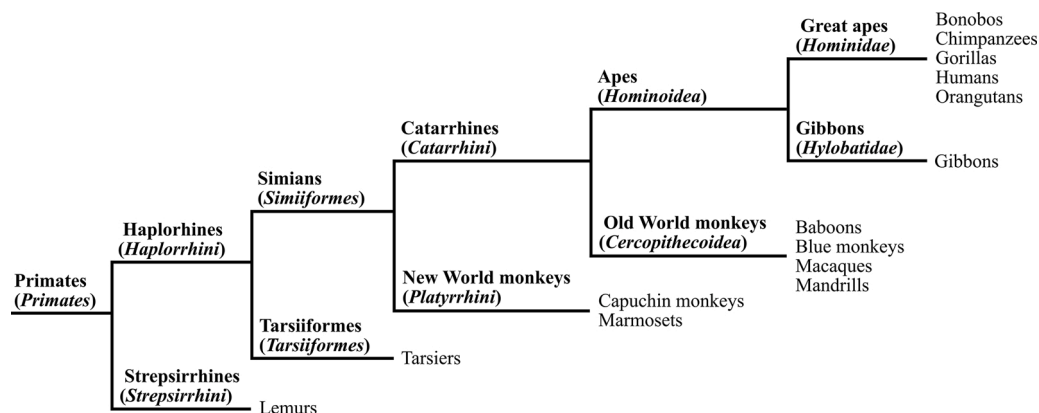 Great apes
(Hominidae)
Bonobos
Chimpanzees
Gorillas
Humans
Orangutans
Apes
(Hominoidea)
Gibbons
(Hylobatidae)
Gibbons
Catarrhines
(Catarrhini)
Simians
(Simiiformes)
Old World monkeys
(Cercopithecoidea)
Baboons
Blue monkeys
Macaques
Mandrills
Haplorhines
(Haplorrhini)
New World monkeys
(Platyrrhini)
Capuchin monkeys
Marmosets
Primates
(Primates)
Tarsiiformes
(Tarsiiformes)
Tarsiers
Strepsirrhines
(Strepsirrhini)
Lemurs